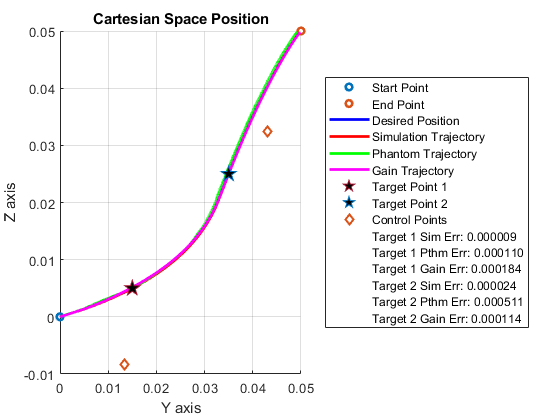 Cartesian Space Position
0.05
0.04
0.03
0.02
0.01
0
-0.01
Z axis
0
0.01
0.02
0.03
0.04
0.05
Y axis
Start Point
End Point
Desired Position
Simulation Trajectory
Phantom Trajectory
Gain Trajectory
Target Point 1
Target Point 2
Control Points
Target 1 Sim Err: 0.000009
Target 1 Pthm Err: 0.000110
Target 1 Gain Err: 0.000184
Target 2 Sim Err: 0.000024
Target 2 Pthm Err: 0.000511
Target 2 Gain Err: 0.000114